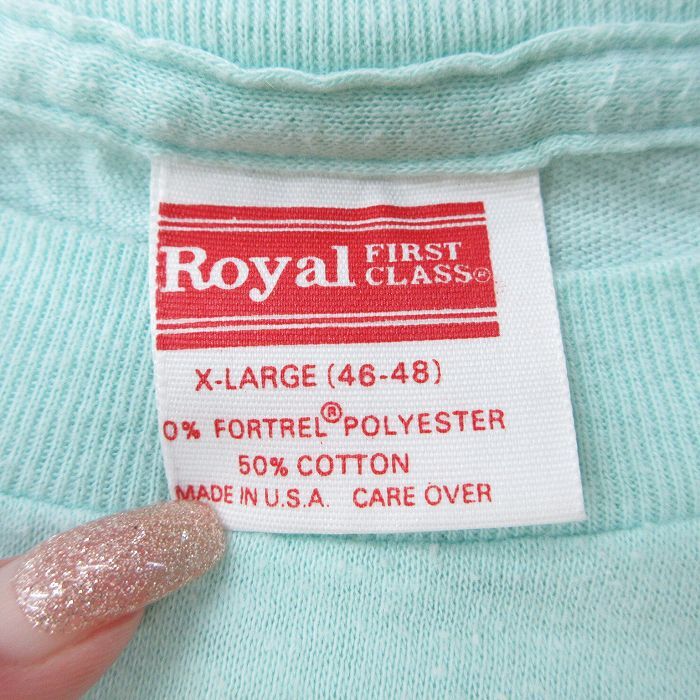 Royal FIRST CLASS®
X-LARGE (46-48)
0% FORTREL® POLYESTER
50% COTTON
MADE IN U.S.A. CARE OVER